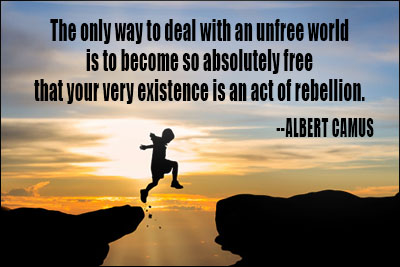 The only way to deal with an unfree world
is to become so absolutely free
that your very existence is an act of rebellion.
--ALBERT CAMUS